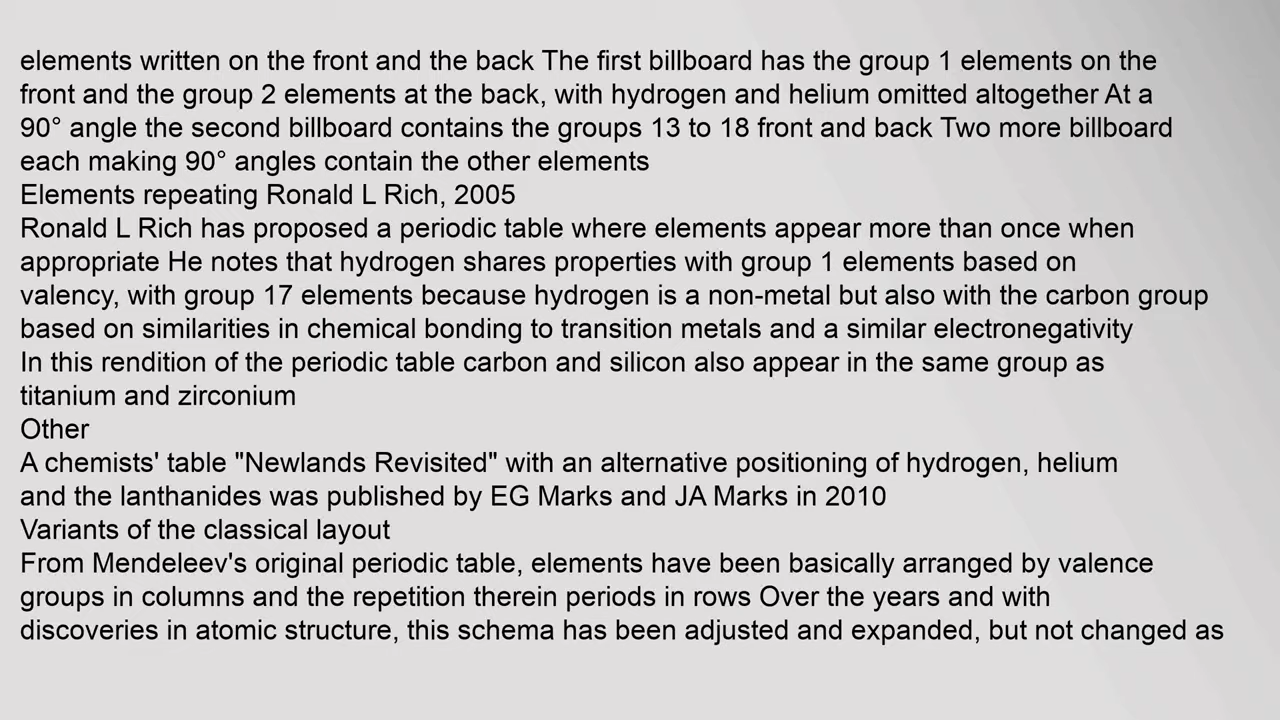 elements written on the front and the back The first billboard has the group 1 elements on the
front and the group 2 elements at the back, with hydrogen and helium omitted altogether At a
90° angle the second billboard contains the groups 13 to 18 front and back Two more billboard
each making 90° angles contain the other elements
Elements repeating Ronald L Rich, 2005
Ronald L Rich has proposed a periodic table where elements appear more than once when
appropriate He notes that hydrogen shares properties with group 1 elements based on
valency, with group 17 elements because hydrogen is a non-metal but also with the carbon group
based on similarities in chemical bonding to transition metals and a similar electronegativity
In this rendition of the periodic table carbon and silicon also appear in the same group as
titanium and zirconium
Other
A chemists' table "Newlands Revisited" with an alternative positioning of hydrogen, helium
and the lanthanides was published by EG Marks and JA Marks in 2010
Variants of the classical layout
From Mendeleev's original periodic table, elements have been basically arranged by valence
groups in columns and the repetition therein periods in rows Over the years and with
discoveries in atomic structure, this schema has been adjusted and expanded, but not changed as